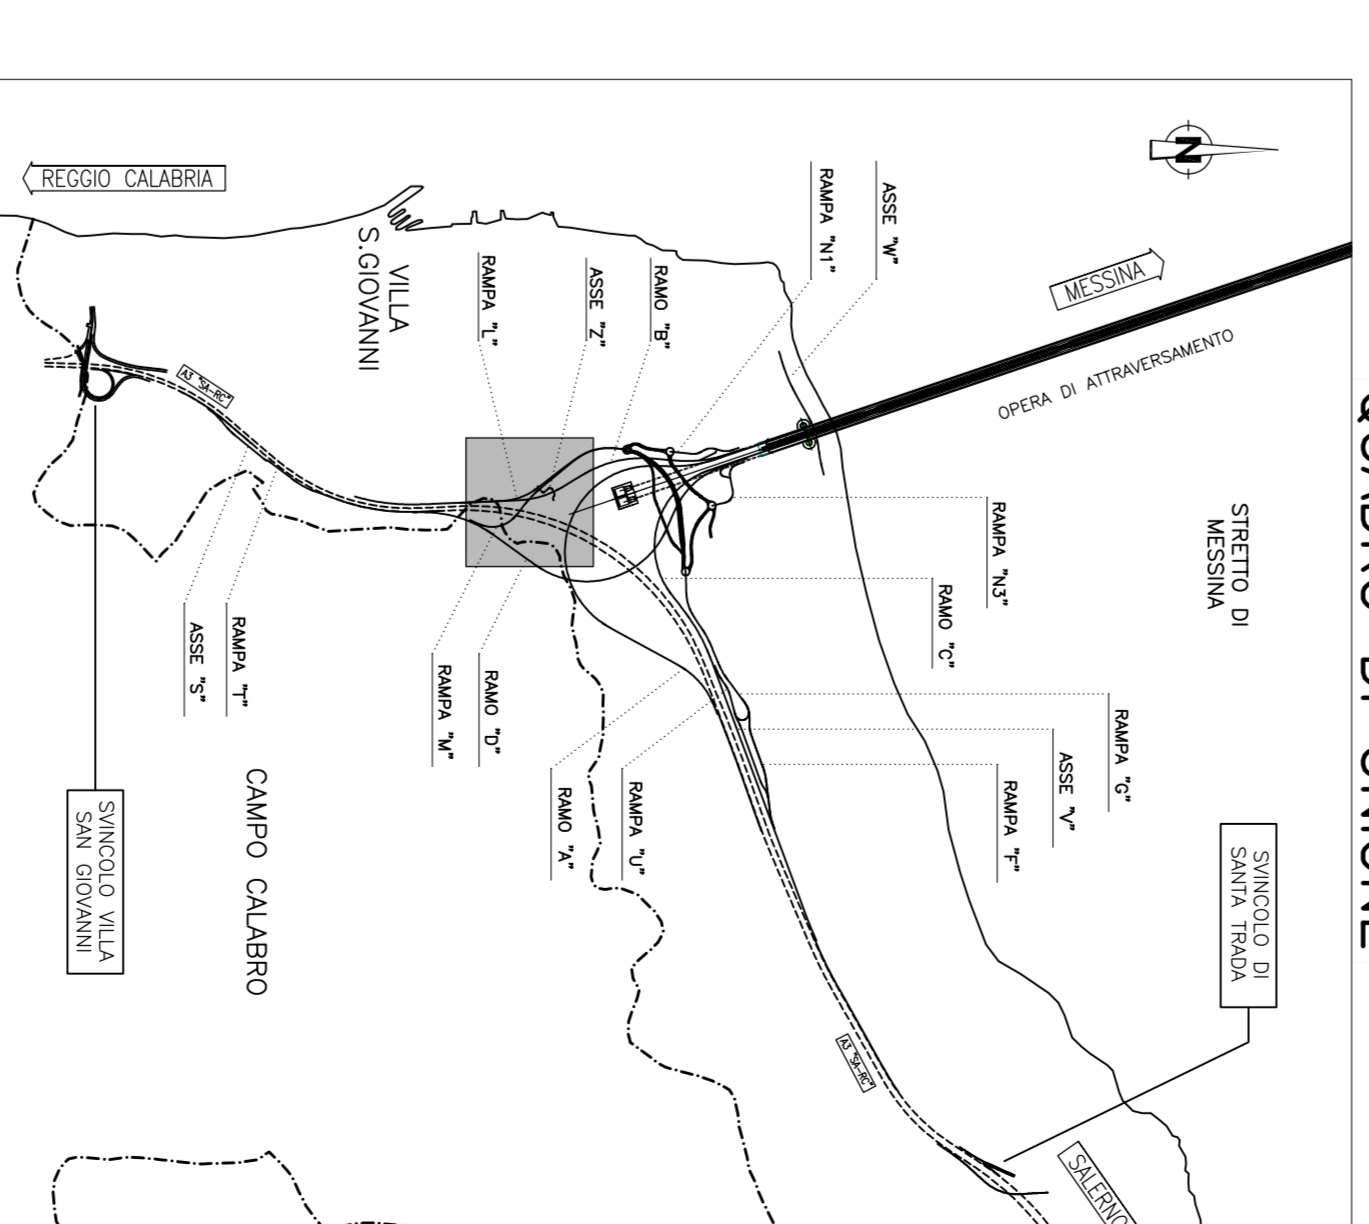 N
REGGIO CALABRIA
MESSINA
OPERA DI ATTRAVERSAMENTO
ASSE "W"
RAMPA "N1"
RAMO "B"
ASSE "Z"
RAMPA "L"
VILLA
S.GIOVANNI
A3 "SA-RC"
STRETTO DI
MESSINA
RAMPA "N3"
RAMO "C"
RAMPA "G"
ASSE "V"
RAMPA "F"
RAMPA "U"
RAMO "A"
RAMO "D"
RAMPA "M"
RAMPA "T"
ASSE "S"
CAMPO CALABRO
SVINCOLO VILLA
SAN GIOVANNI
SVINCOLO DI
SANTA TRADA
A3 "SA-RC"
SALERNO